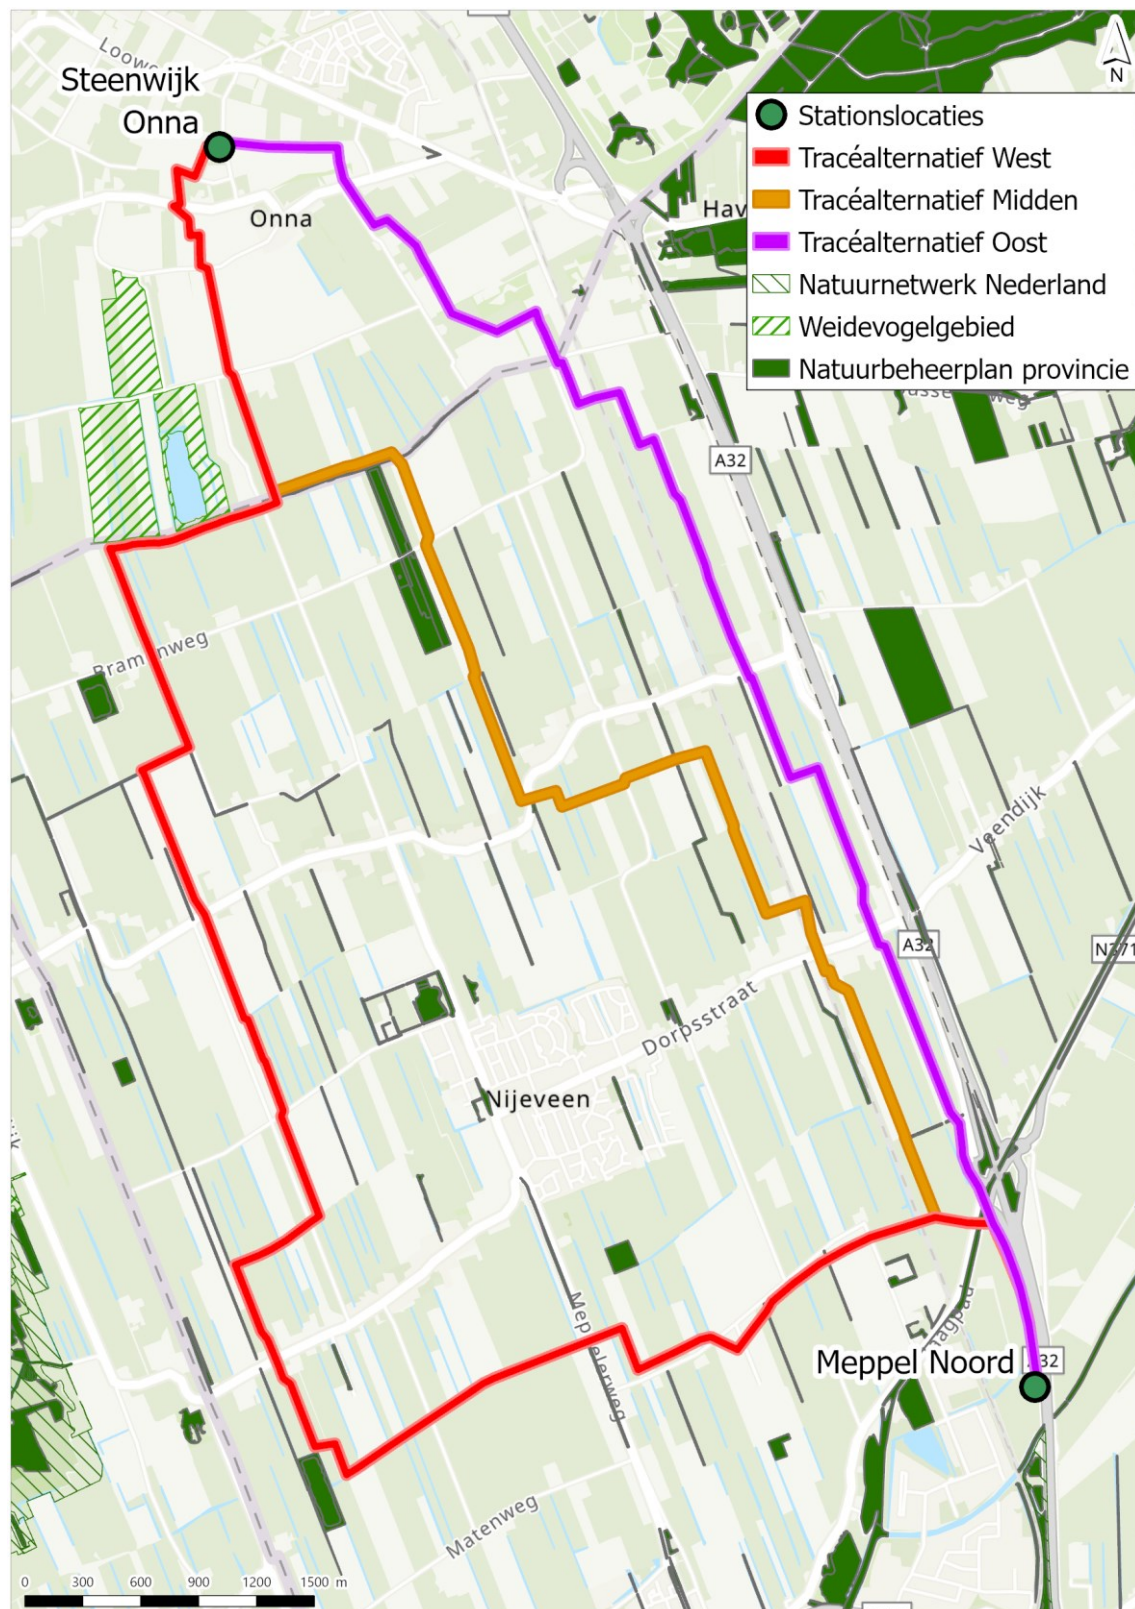 Steenwijk
Onna
N
Stationslocaties
Tracéalternatief West
Tracéalternatief Midden
Tracéalternatief Oost
Natuurnetwerk Nederland
Weidevogelgebied
Natuurbeheerplan provincie
Onna
Hav
A32
Veendijk
A32
Dorpsstraat
Nijeveen
Meppel Noord
Matenweg
0 300 600 900 1200 1500 m